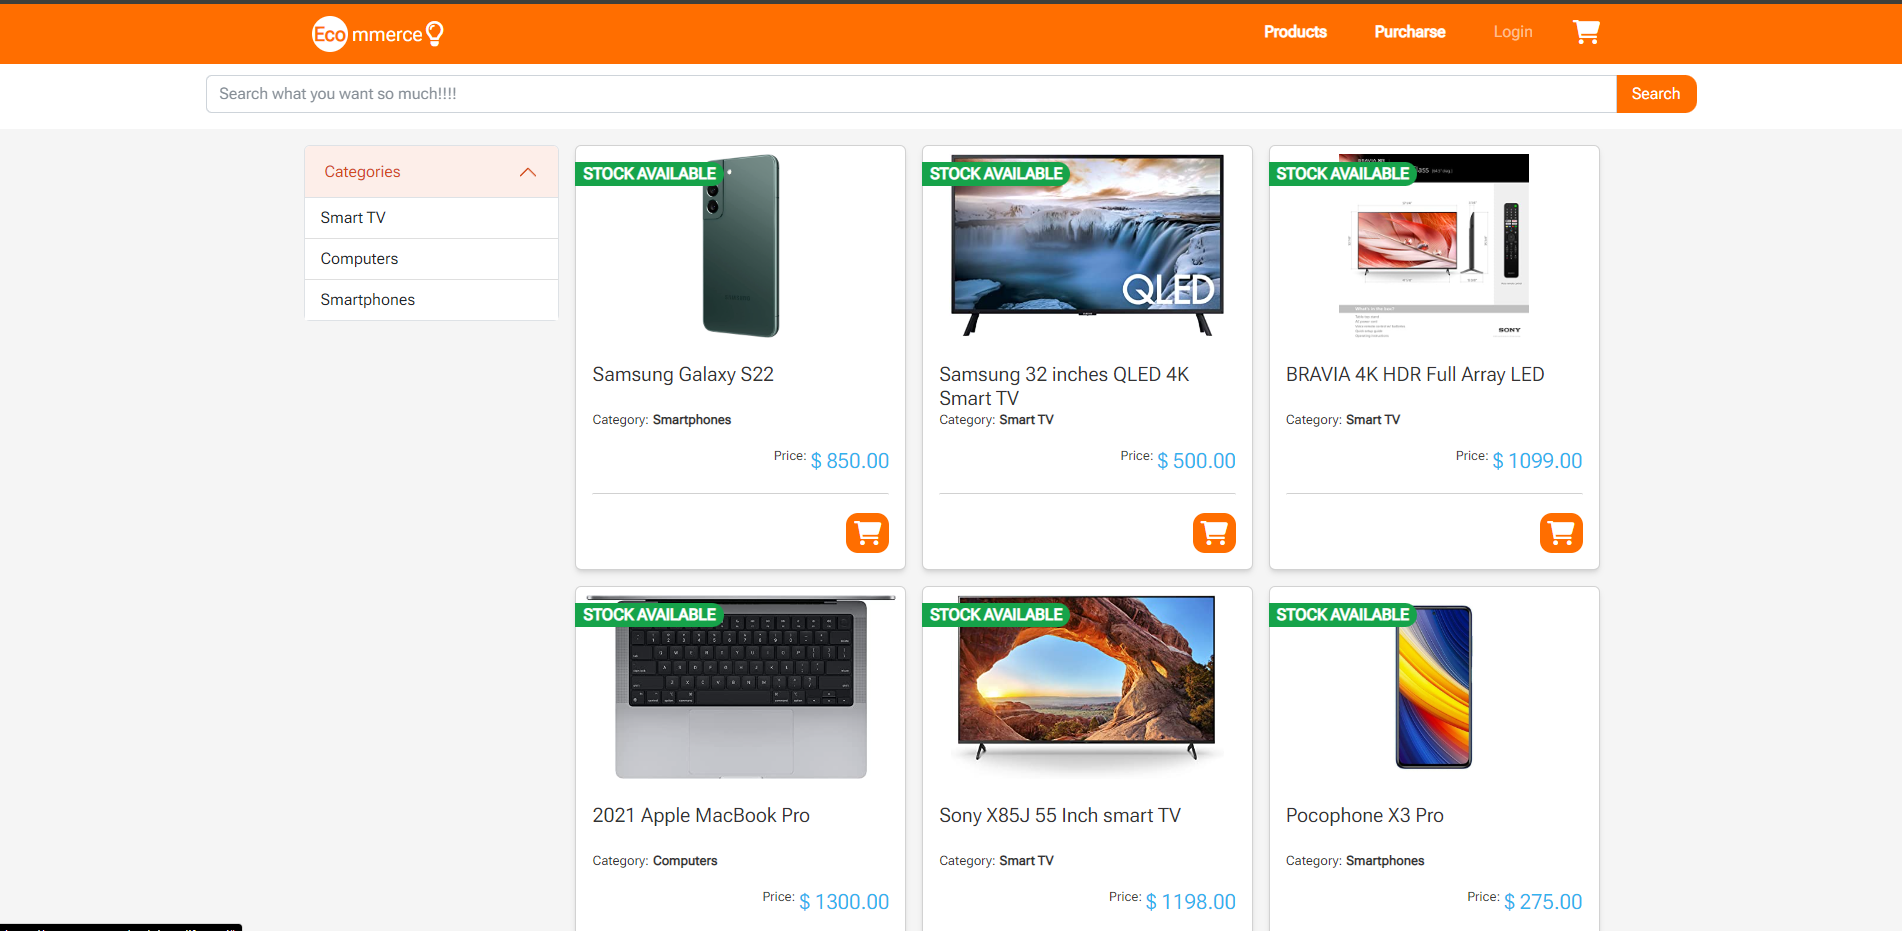 Ecommerce
Products
Purcharse
Login
Search what you want so much!!!!
Search
Categories
Smart TV
Computers
Smartphones
STOCK AVAILABLE
Samsung Galaxy S22
Category: Smartphones
Price: $ 850.00
STOCK AVAILABLE
QLED
Samsung 32 inches QLED 4K
Smart TV
Category: Smart TV
Price: $ 500.00
STOCK AVAILABLE
SONY
BRAVIA 4K HDR Full Array LED
Category: Smart TV
Price: $ 1099.00
STOCK AVAILABLE
2021 Apple MacBook Pro
Category: Computers
Price: $ 1300.00
STOCK AVAILABLE
Sony X85J 55 Inch smart TV
Category: Smart TV
Price: $ 1198.00
STOCK AVAILABLE
Pocophone X3 Pro
Category: Smartphones
Price: $ 275.00